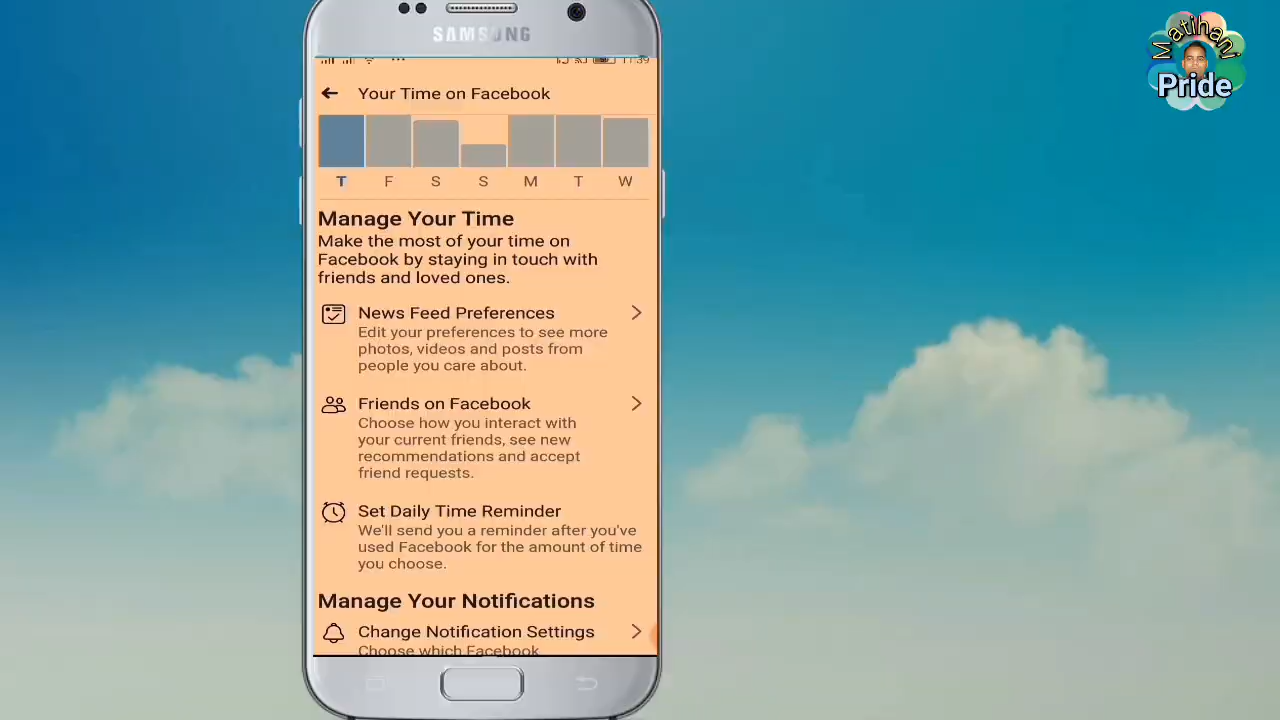 SAMSUNG
11:39
Your Time on Facebook
T F S S M T W
Manage Your Time
Make the most of your time on
Facebook by staying in touch with
friends and loved ones.
News Feed Preferences
Edit your preferences to see more
photos, videos and posts from
people you care about.
Friends on Facebook
Choose how you interact with
your current friends, see new
recommendations and accept
friend requests.
Set Daily Time Reminder
We'll send you a reminder after you've
used Facebook for the amount of time
you choose.
Manage Your Notifications
Change Notification Settings
Choose which Facebook
Matihani
Pride